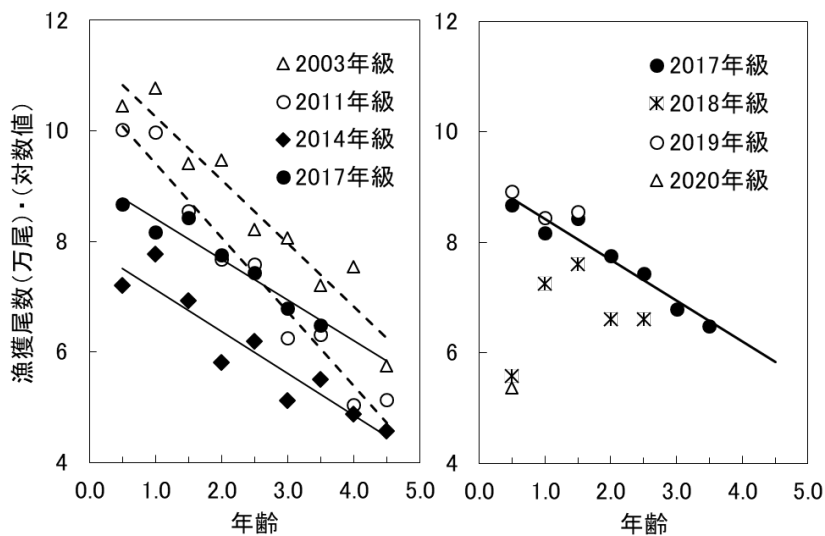 漁獲尾数(万尾)・(対数値)
12
10
8
6
4
0.0 1.0 2.0 3.0 4.0 5.0
年齢
△ 2003年級
○ 2011年級
◆ 2014年級
● 2017年級
12
10
8
6
4
0.0 1.0 2.0 3.0 4.0 5.0
年齢
● 2017年級
ж 2018年級
○ 2019年級
△ 2020年級